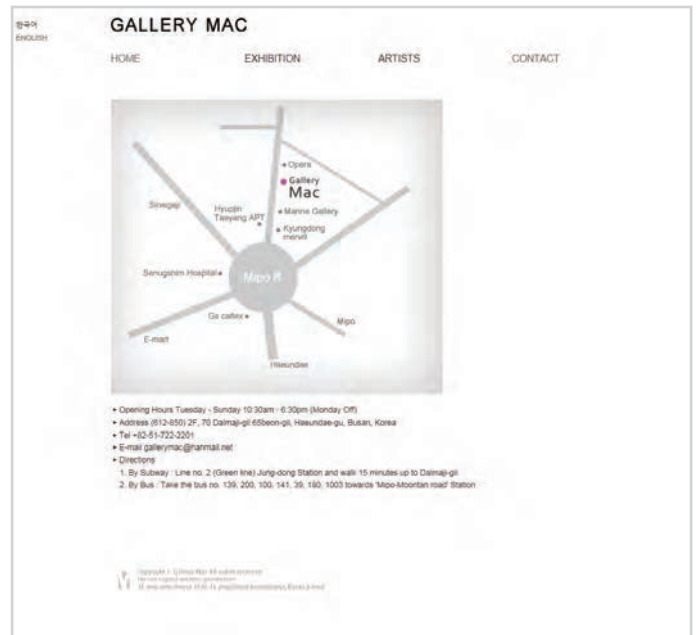 한국어
ENGLISH
GALLERY MAC
HOME EXHIBITION ARTISTS CONTACT
Opera
Gallery
Mac
Sinsegap
Hyupjin
Taeyang APT
Marine Gallery
Kyungdong
mervill
Senugshim Hospital
Mipo
Gs caltex
Mipo
E-mart
Haeundae
▸ Opening Hours Tuesday - Sunday 10:30am - 6:30pm (Monday Off)
▸ Address (612-850) 2F, 70 Dalmaji-gil 65beon-gil, Haeundae-gu, Busan, Korea
▸ Tel +82-51-722-2201
▸ E-mail gallerymac@hanmail.net
▸ Directions
1. By Subway : Line no. 2 (Green line) Jung-dong Station and walk 15 minutes up to Dalmaji-gil.
2. By Bus : Take the bus no. 139, 200, 100, 141, 39, 180, 1003 towards 'Mipo-Moontan road' Station